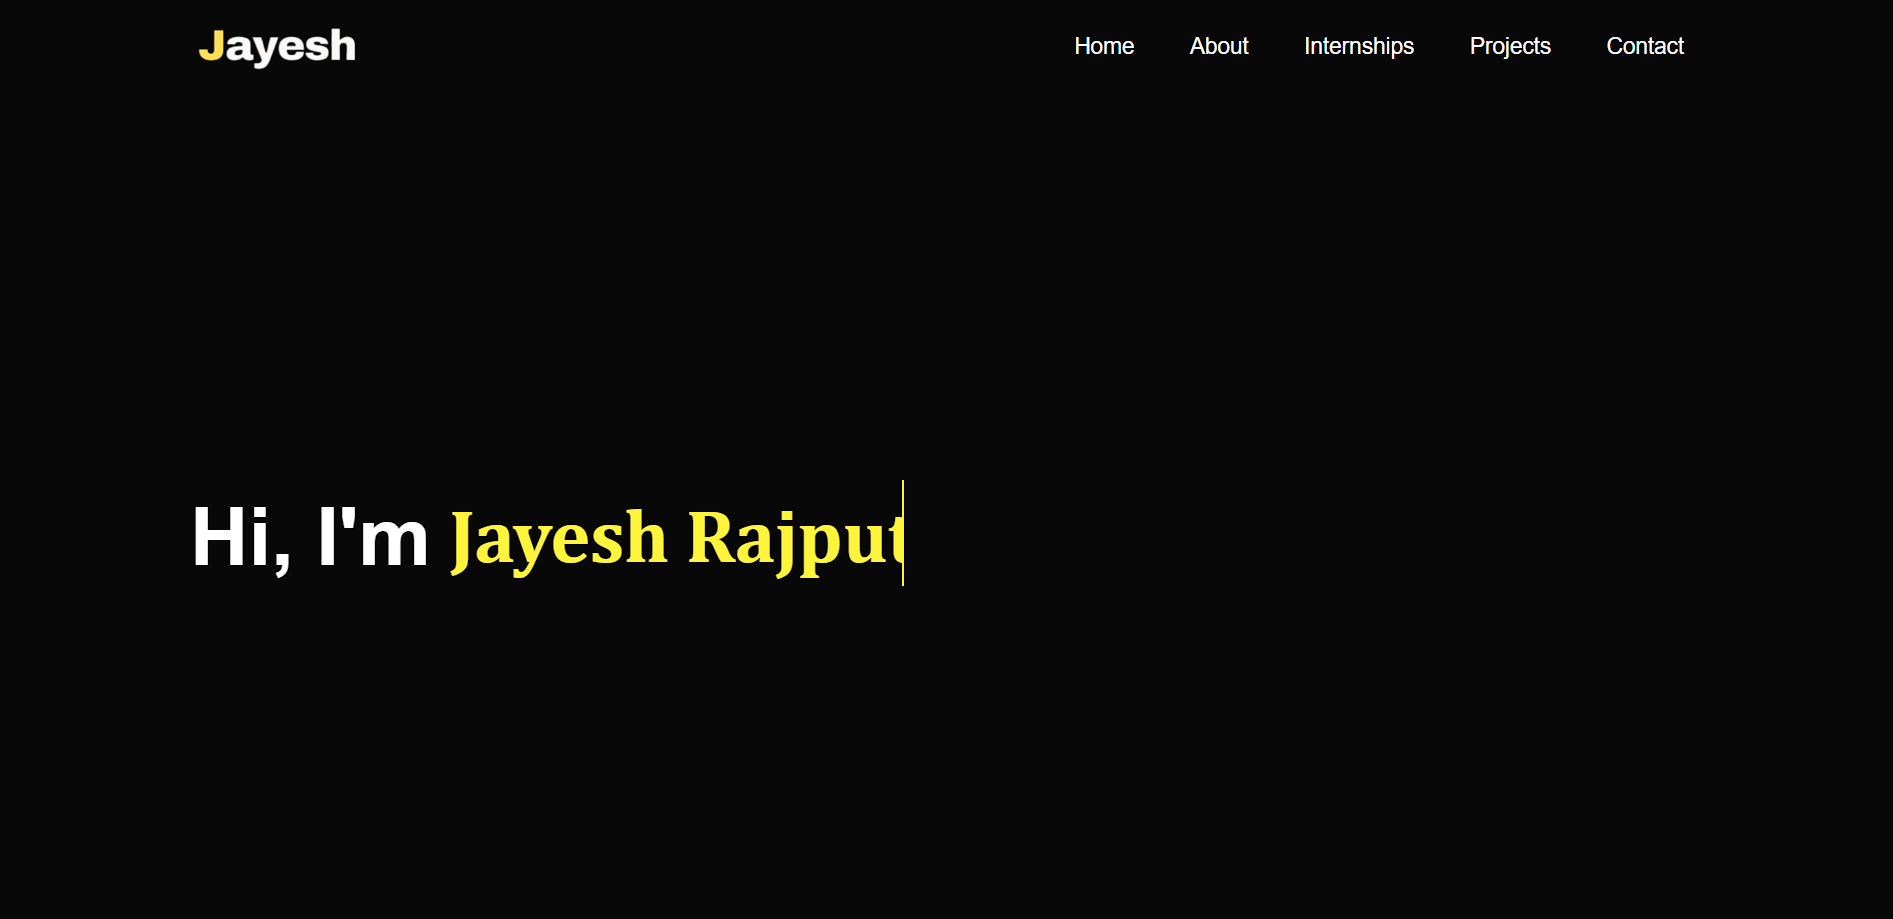 Jayesh
Home About Internships Projects Contact
Hi, I'm Jayesh Rajput